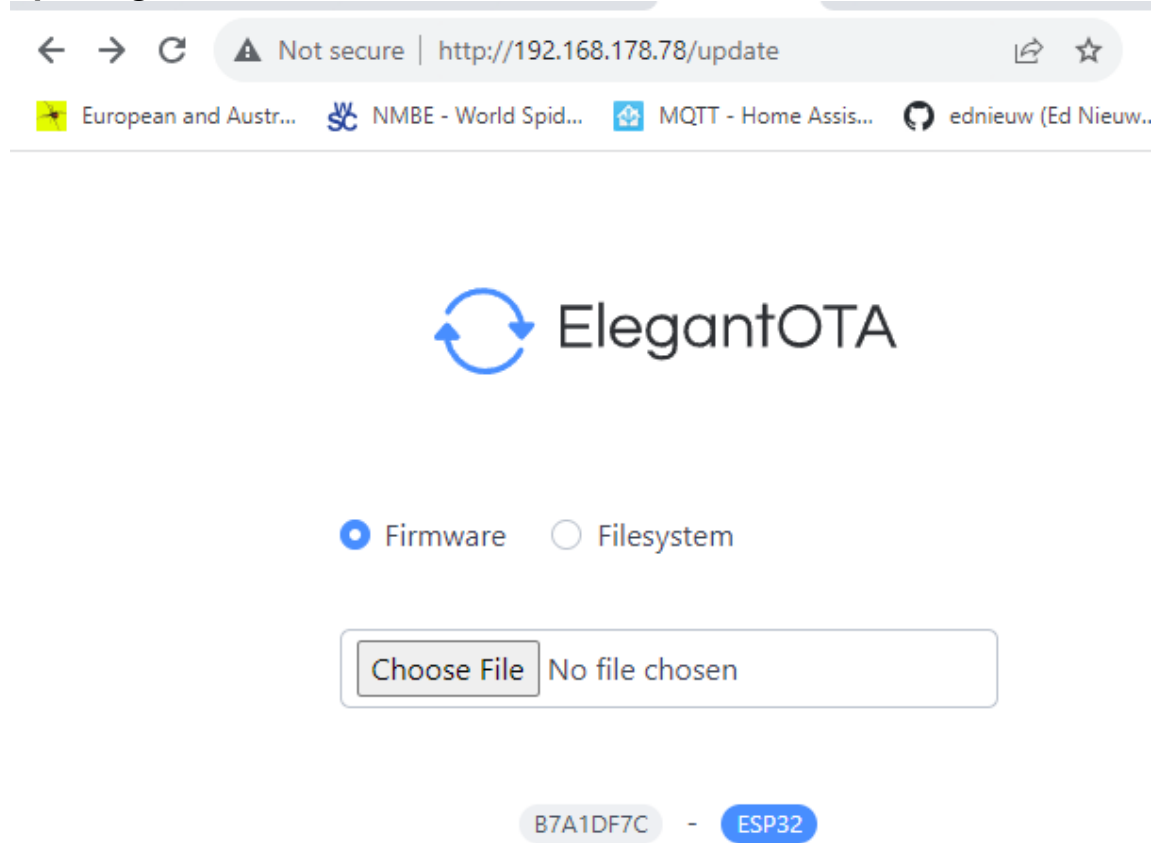 Not secure | http://192.168.178.78/update
European and Austr... NMBE - World Spid... MQTT - Home Assis... ednieuw (Ed Nieuw...
ElegantOTA
Firmware Filesystem
Choose File No file chosen
B7A1DF7C - ESP32